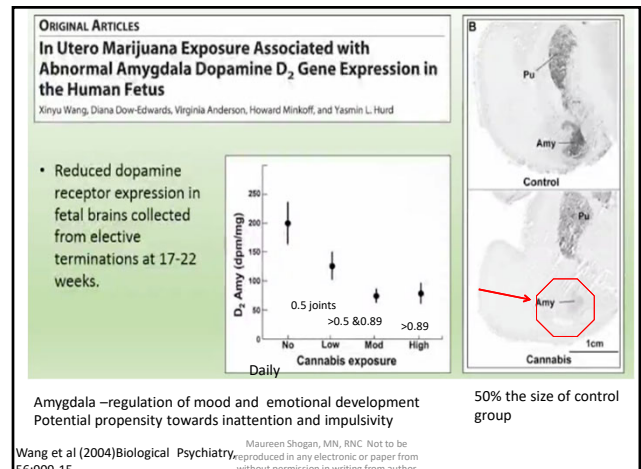 ORIGINAL ARTICLES
In Utero Marijuana Exposure Associated with
Abnormal Amygdala Dopamine D₂ Gene Expression in
the Human Fetus
Xinyu Wang, Diana Dow-Edwards, Virginia Anderson, Howard Minkoff, and Yasmin L. Hurd
• Reduced dopamine
receptor expression in
fetal brains collected
from elective
terminations at 17-22
weeks.
D₂ Amy (dpm/mg)
250
200
150
100
50
0
0.5 joints
>0.5 &0.89
>0.89
No Low Mod High
Cannabis exposure
Daily
B
Pu
Amy
Control
Pu
Amy
1cm
Cannabis
Amygdala –regulation of mood and emotional development
Potential propensity towards inattention and impulsivity
50% the size of control
group
Wang et al (2004)Biological Psychiatry,
56:909-15
Maureen Shogan, MN, RNC Not to be
reproduced in any electronic or paper from
without permission in writing from author